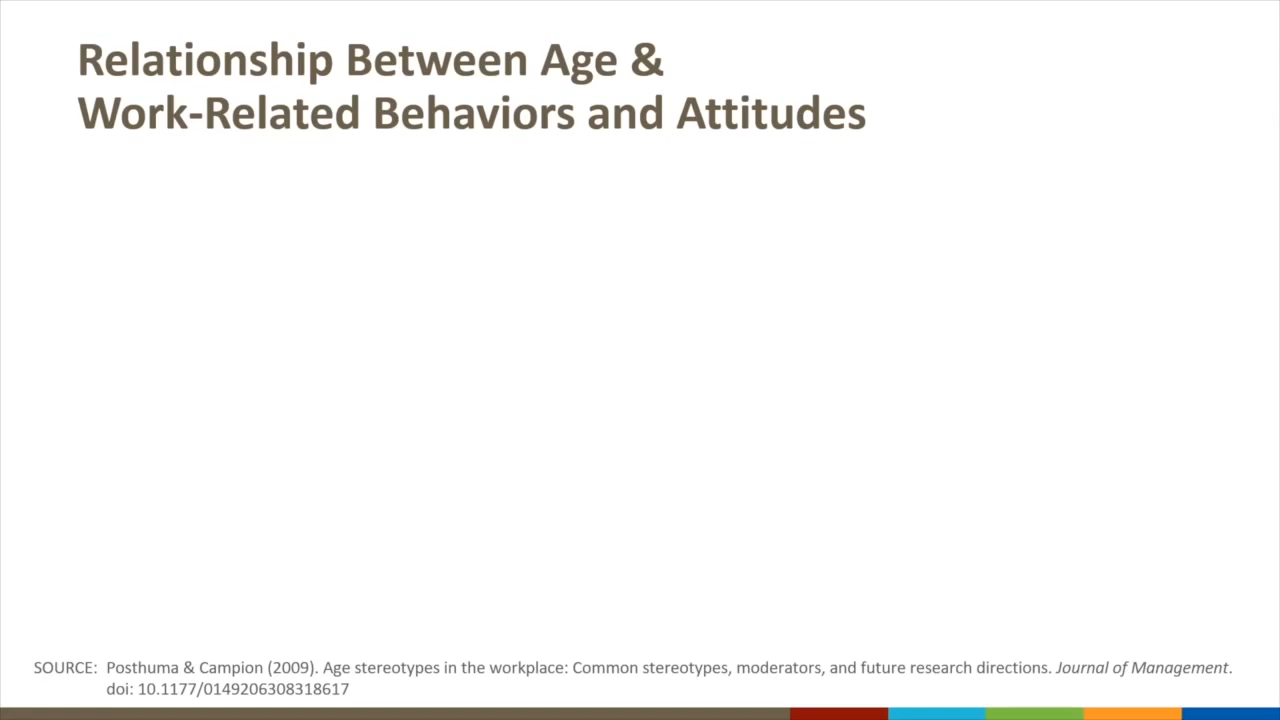 Relationship Between Age &
Work-Related Behaviors and Attitudes
SOURCE: Posthuma & Campion (2009). Age stereotypes in the workplace: Common stereotypes, moderators, and future research directions. Journal of Management.
doi: 10.1177/0149206308318617